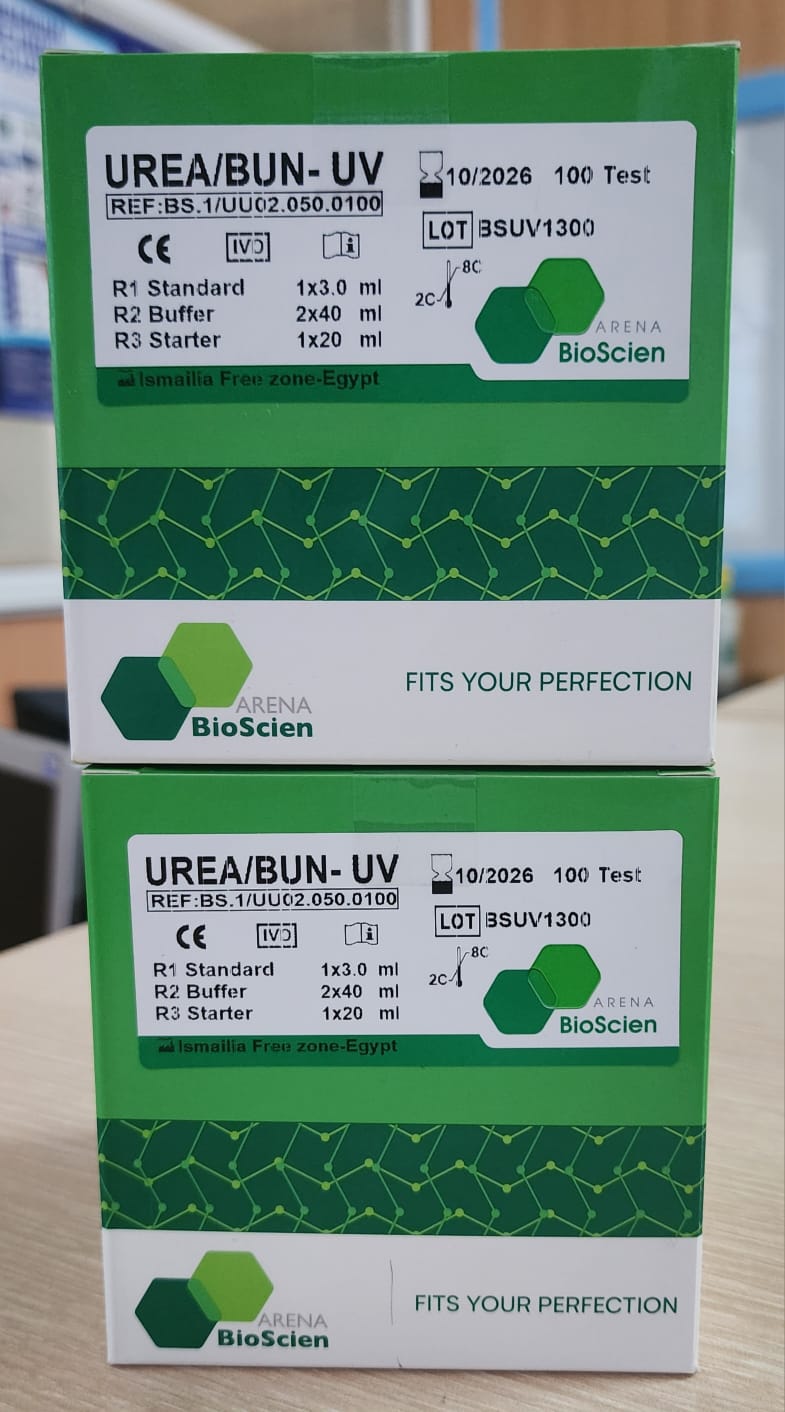 UREA/BUN- UV
REF:BS.1/UU02.050.0100
10/2026 100 Test
LOT BSUV1300
CE IVD
R1 Standard 1x3.0 ml
R2 Buffer 2x40 ml
R3 Starter 1x20 ml
2C 8C
ARENA
BioScien
Ismailia Free zone-Egypt
ARENA
BioScien
FITS YOUR PERFECTION
UREA/BUN- UV
REF:BS.1/UU02.050.0100
10/2026 100 Test
LOT BSUV1300
CE IVD
R1 Standard 1x3.0 ml
R2 Buffer 2x40 ml
R3 Starter 1x20 ml
2C 8C
ARENA
BioScien
Ismailia Free zone-Egypt
ARENA
BioScien
FITS YOUR PERFECTION